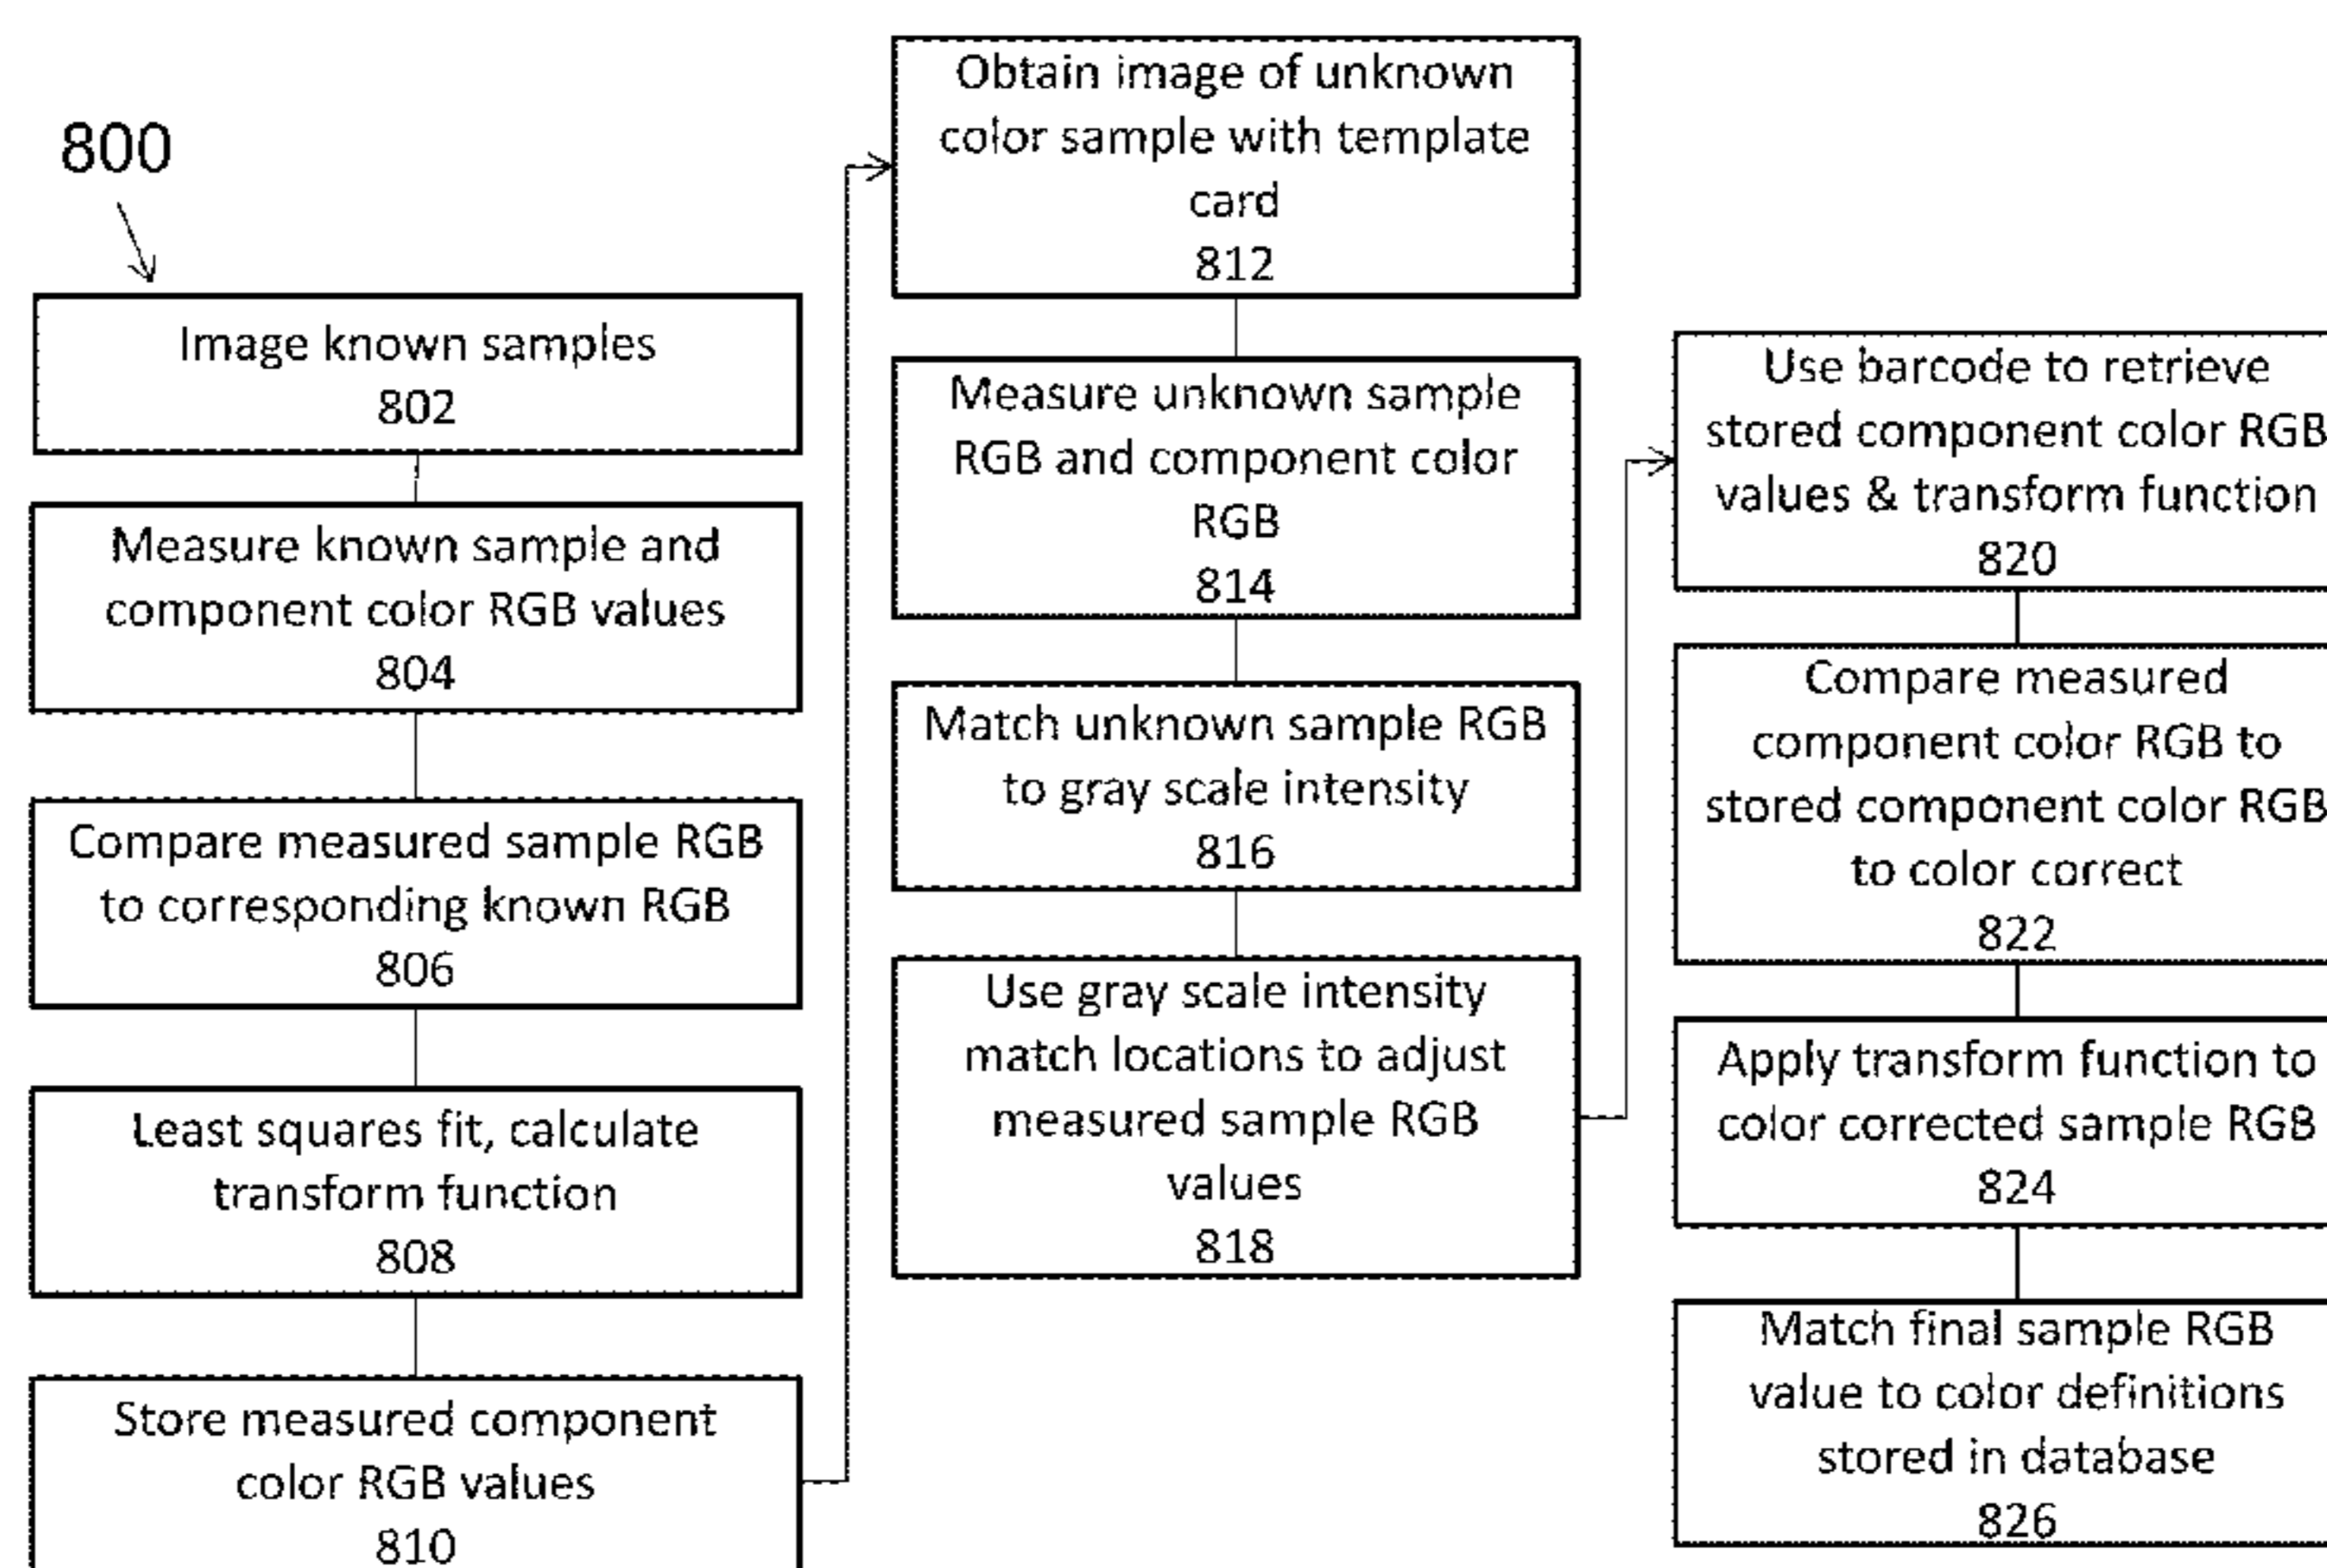 800
Image known samples
802
Measure known sample and
component color RGB values
804
Compare measured sample RGB
to corresponding known RGB
806
Least squares fit, calculate
transform function
808
Store measured component
color RGB values
810
Obtain image of unknown
color sample with template
card
812
Measure unknown sample
RGB and component color
RGB
814
Match unknown sample RGB
to gray scale intensity
816
Use gray scale intensity
match locations to adjust
measured sample RGB
values
818
Use barcode to retrieve
stored component color RGB
values & transform function
820
Compare measured
component color RGB to
stored component color RGB
to color correct
822
Apply transform function to
color corrected sample RGB
824
Match final sample RGB
value to color definitions
stored in database
826